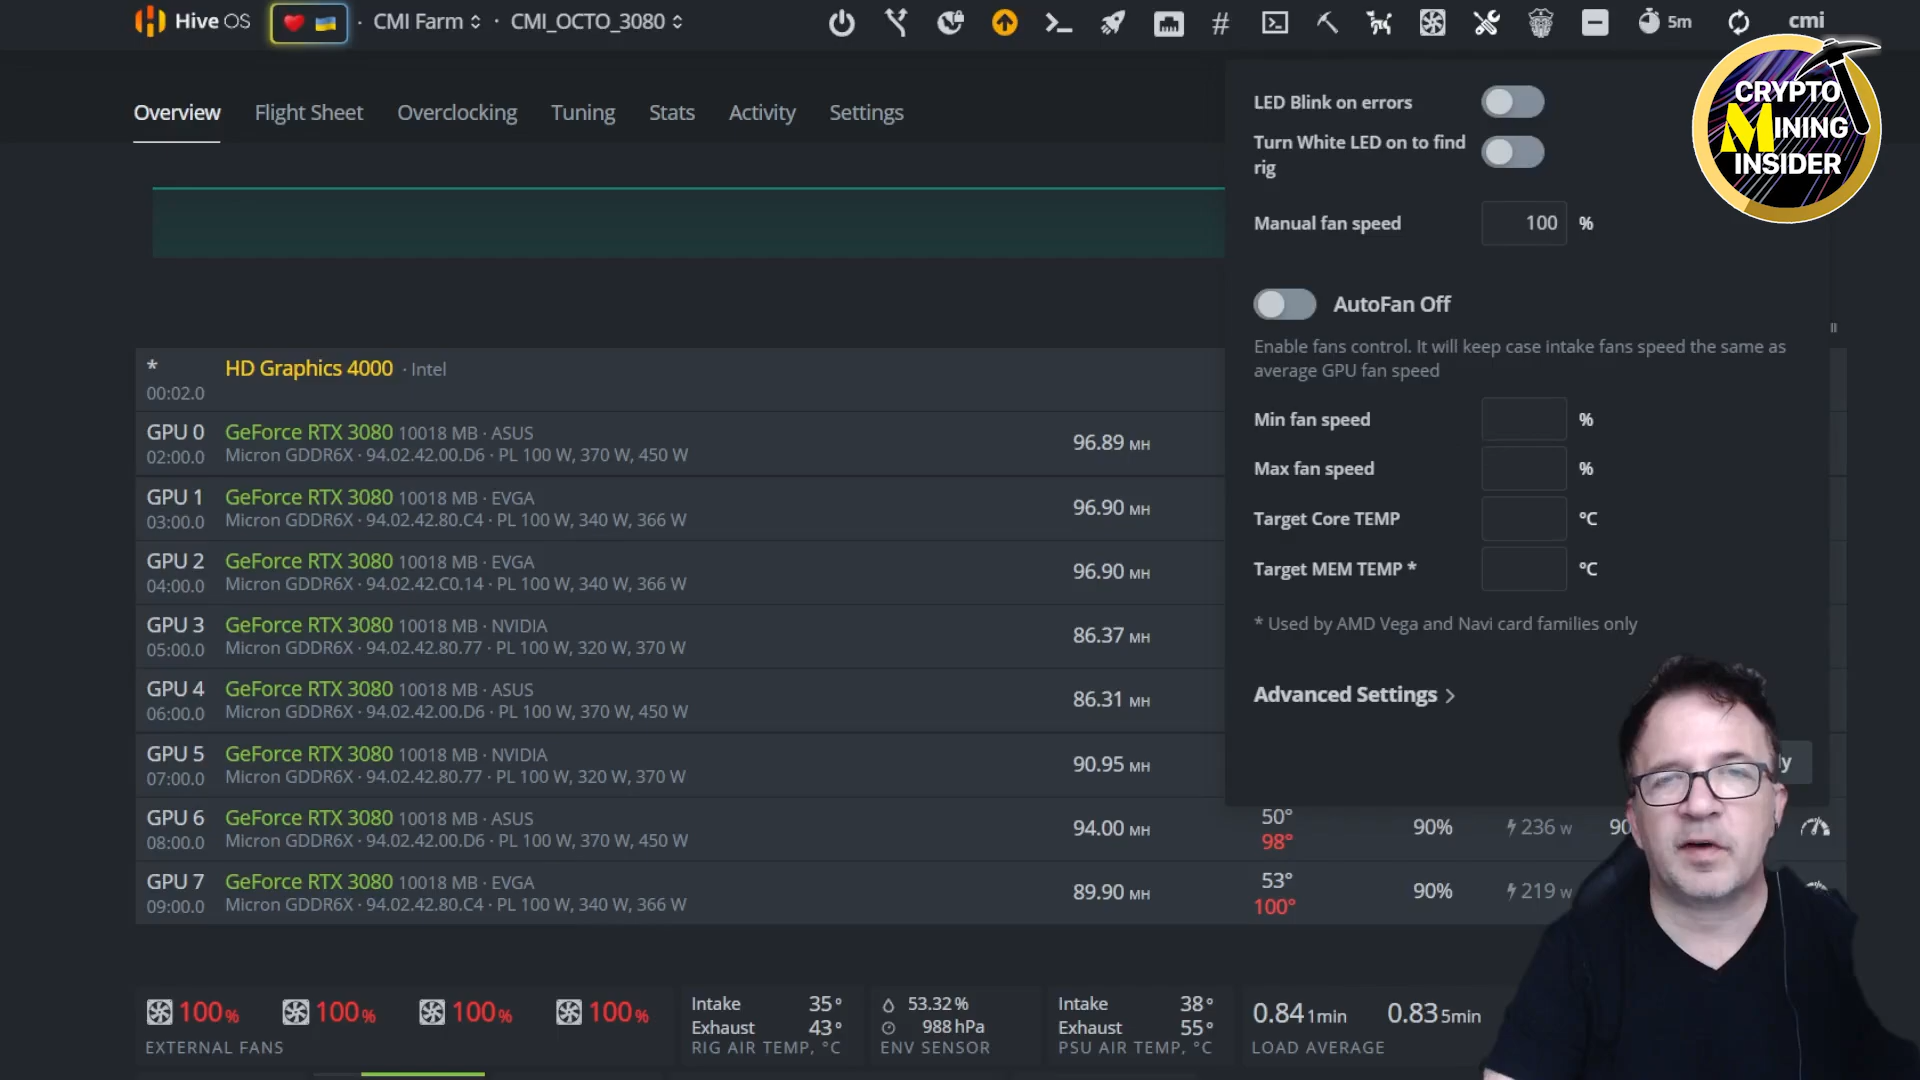 Hive OS
CMI Farm
CMI_OCTO_3080
5m
cmi
Overview
Flight Sheet
Overclocking
Tuning
Stats
Activity
Settings
CRYPTO
MINING
INSIDER
LED Blink on errors
Turn White LED on to find
rig
Manual fan speed 100 %
AutoFan Off
Enable fans control. It will keep case intake fans speed the same as
average GPU fan speed
Min fan speed %
Max fan speed %
Target Core TEMP °C
Target MEM TEMP * °C
* Used by AMD Vega and Navi card families only
Advanced Settings >
* HD Graphics 4000 · Intel
00:02.0
GPU 0 GeForce RTX 3080 10018 MB · ASUS 96.89 MH
02:00.0 Micron GDDR6X · 94.02.42.00.D6 · PL 100 W, 370 W, 450 W
GPU 1 GeForce RTX 3080 10018 MB · EVGA 96.90 MH
03:00.0 Micron GDDR6X · 94.02.42.80.C4 · PL 100 W, 340 W, 366 W
GPU 2 GeForce RTX 3080 10018 MB · EVGA 96.90 MH
04:00.0 Micron GDDR6X · 94.02.42.C0.14 · PL 100 W, 340 W, 366 W
GPU 3 GeForce RTX 3080 10018 MB · NVIDIA 86.37 MH
05:00.0 Micron GDDR6X · 94.02.42.80.77 · PL 100 W, 320 W, 370 W
GPU 4 GeForce RTX 3080 10018 MB · ASUS 86.31 MH
06:00.0 Micron GDDR6X · 94.02.42.00.D6 · PL 100 W, 370 W, 450 W
GPU 5 GeForce RTX 3080 10018 MB · NVIDIA 90.95 MH
07:00.0 Micron GDDR6X · 94.02.42.80.77 · PL 100 W, 320 W, 370 W
GPU 6 GeForce RTX 3080 10018 MB · ASUS 94.00 MH 50° 90% 236 W 90
08:00.0 Micron GDDR6X · 94.02.42.00.D6 · PL 100 W, 370 W, 450 W 98°
GPU 7 GeForce RTX 3080 10018 MB · EVGA 89.90 MH 53° 90% 219 W
09:00.0 Micron GDDR6X · 94.02.42.80.C4 · PL 100 W, 340 W, 366 W 100°
100% 100% 100% 100%
EXTERNAL FANS
Intake 35°
Exhaust 43°
RIG AIR TEMP, °C
53.32 %
988 hPa
ENV SENSOR
Intake 38°
Exhaust 55°
PSU AIR TEMP, °C
0.84 1min 0.83 5min
LOAD AVERAGE